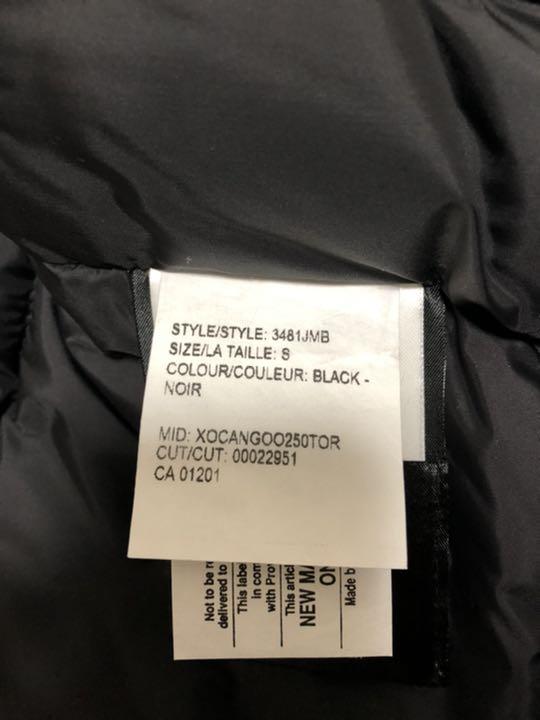 STYLE/STYLE: 3481JMB
SIZE/LA TAILLE: S
COLOUR/COULEUR: BLACK -
NOIR
MID: XOCANGOO250TOR
CUT/CUT: 00022951
CA 01201
Not to be
delivered to
This labe
in com
with Pro
This artic
NEW MA
ON
Made b